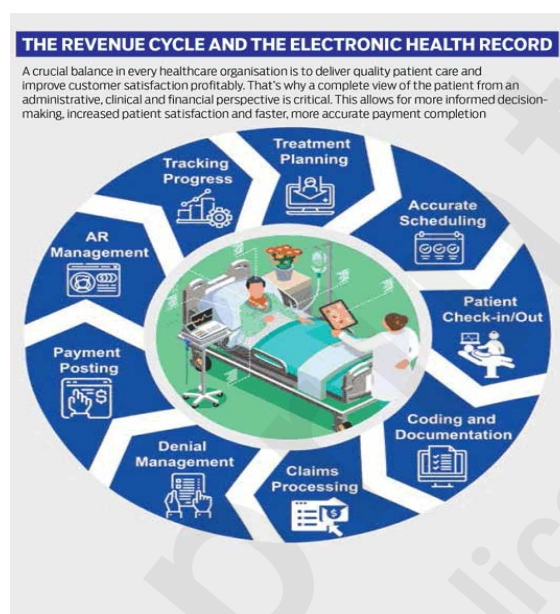 THE REVENUE CYCLE AND THE ELECTRONIC HEALTH RECORD
A crucial balance in every healthcare organisation is to deliver quality patient care and
improve customer satisfaction profitably. That's why a complete view of the patient from an
administrative, clinical and financial perspective is critical. This allows for more informed decision-
making, increased patient satisfaction and faster, more accurate payment completion
Treatment
Planning
Accurate
Scheduling
Patient
Check-in/Out
Coding and
Documentation
Claims
Processing
Denial
Management
Payment
Posting
AR
Management
Tracking
Progress